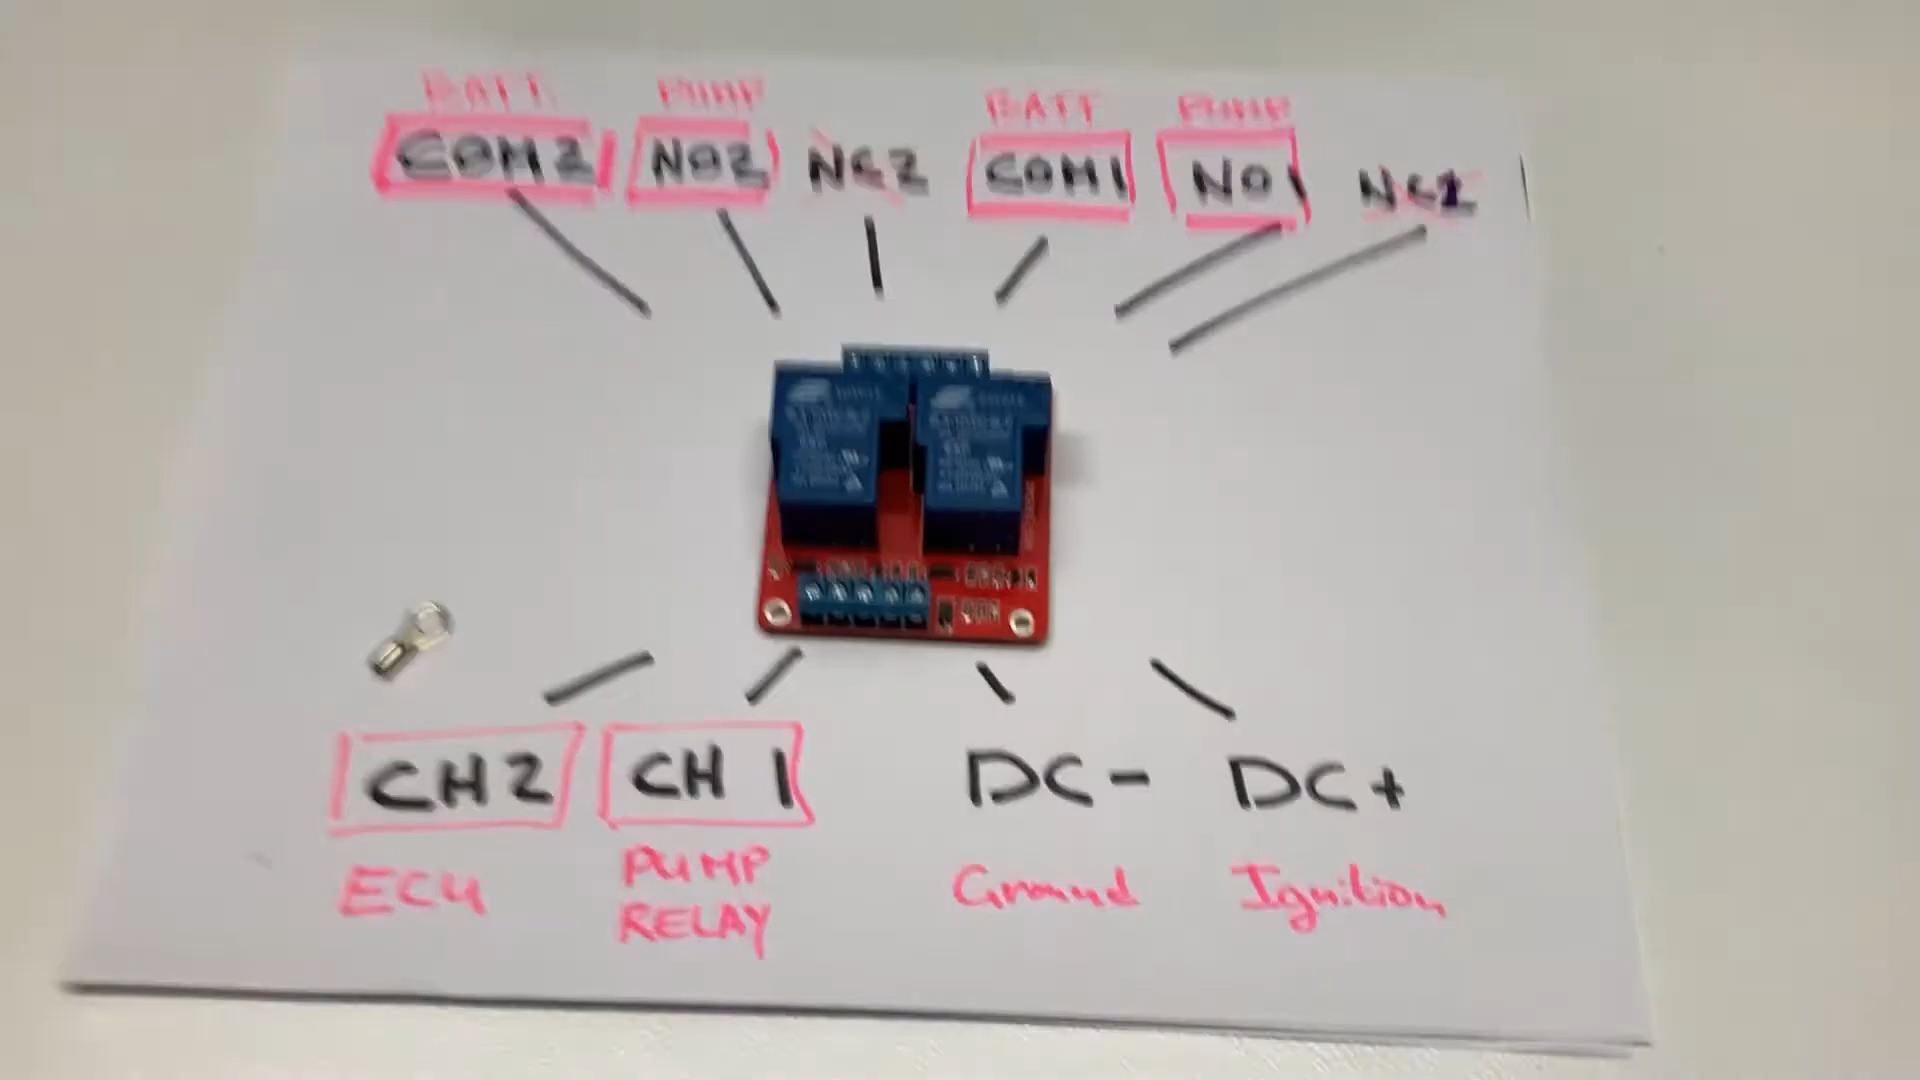 BATT PUMP BATT PUMP
COM2 NO2 NC2 COM1 NO1 NC1
CH2 CH1 DC- DC+
ECU PUMP RELAY Ground Ignition